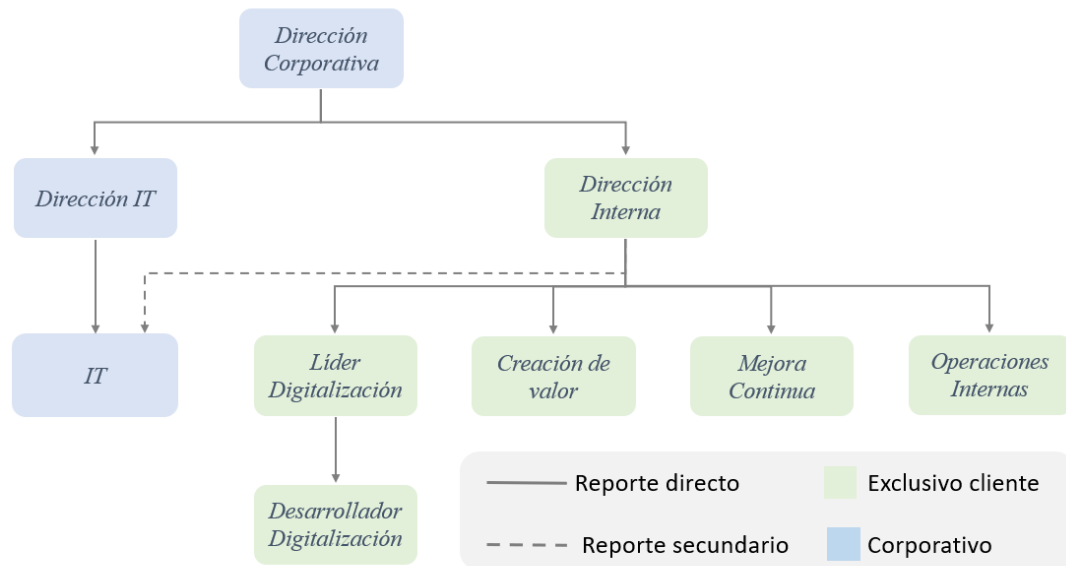 Dirección
Corporativa
Dirección IT
Dirección
Interna
IT
Líder
Digitalización
Creación de
valor
Mejora
Continua
Operaciones
Internas
Desarrollador
Digitalización
Reporte directo
Exclusivo cliente
Reporte secundario
Corporativo